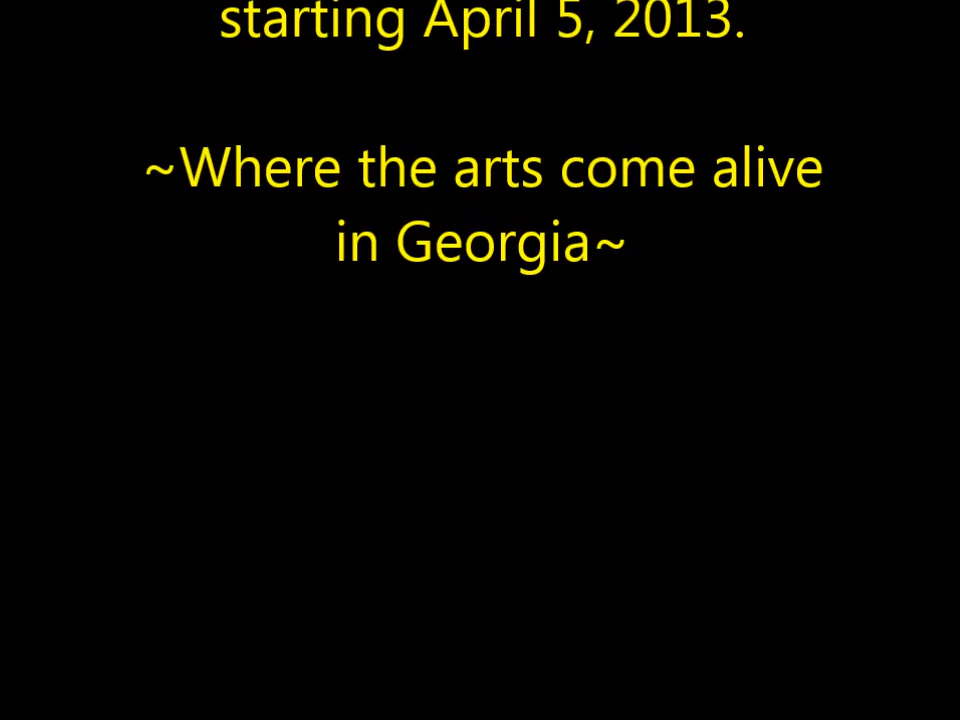 starting April 5, 2013.
~Where the arts come alive
in Georgia~